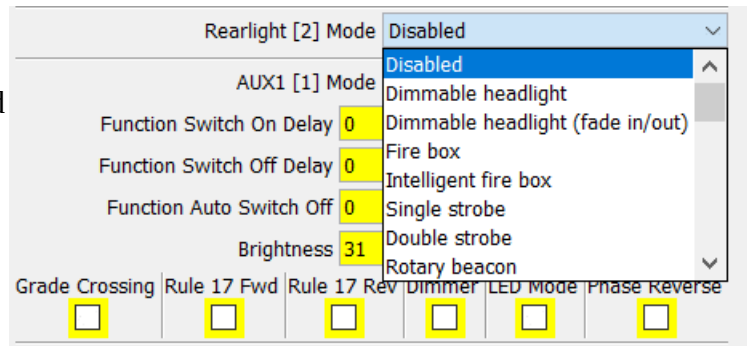 Rearlight [2] Mode Disabled
Disabled
AUX1 [1] Mode
Dimmable headlight
Function Switch On Delay 0
Dimmable headlight (fade in/out)
Fire box
Function Switch Off Delay 0
Intelligent fire box
Function Auto Switch Off 0
Single strobe
Double strobe
Brightness 31
Rotary beacon
Grade Crossing Rule 17 Fwd Rule 17 Rev Dimmer LED Mode Phase Reverse